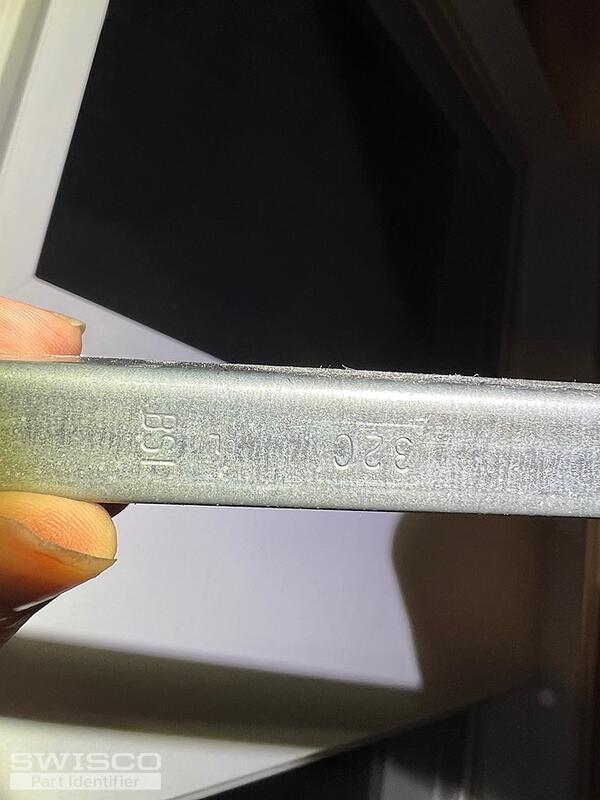 32C L BSI
SWISCO
Part Identifier